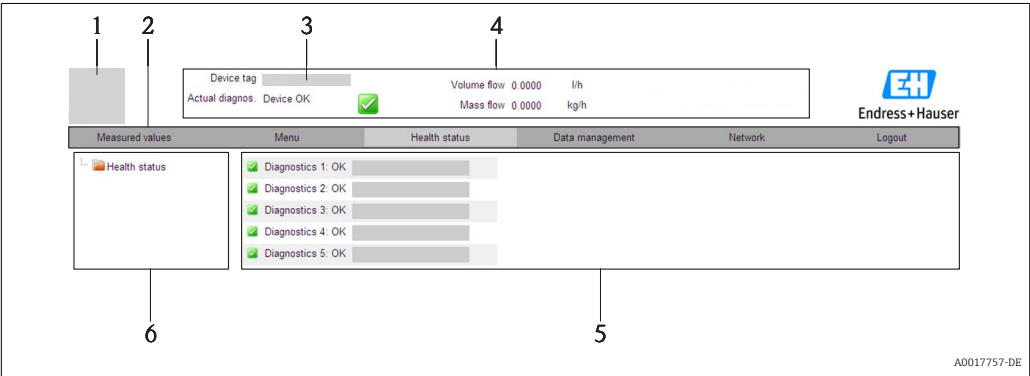 1 2 3 4
Device tag
Volume flow 0.0000 l/h
Actual diagnos. Device OK
Mass flow 0.0000 kg/h
EH
Endress+Hauser
Measured values Menu Health status Data management Network Logout
Health status
Diagnostics 1: OK
Diagnostics 2: OK
Diagnostics 3: OK
Diagnostics 4: OK
Diagnostics 5: OK
6 5
A0017757-DE